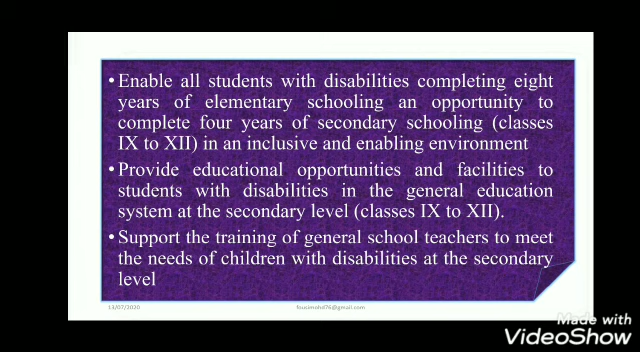 • Enable all students with disabilities completing eight
years of elementary schooling an opportunity to
complete four years of secondary schooling (classes
IX to XII) in an inclusive and enabling environment
• Provide educational opportunities and facilities to
students with disabilities in the general education
system at the secondary level (classes IX to XII).
• Support the training of general school teachers to meet
the needs of children with disabilities at the secondary
level
13/07/2020
Made with
VideoShow